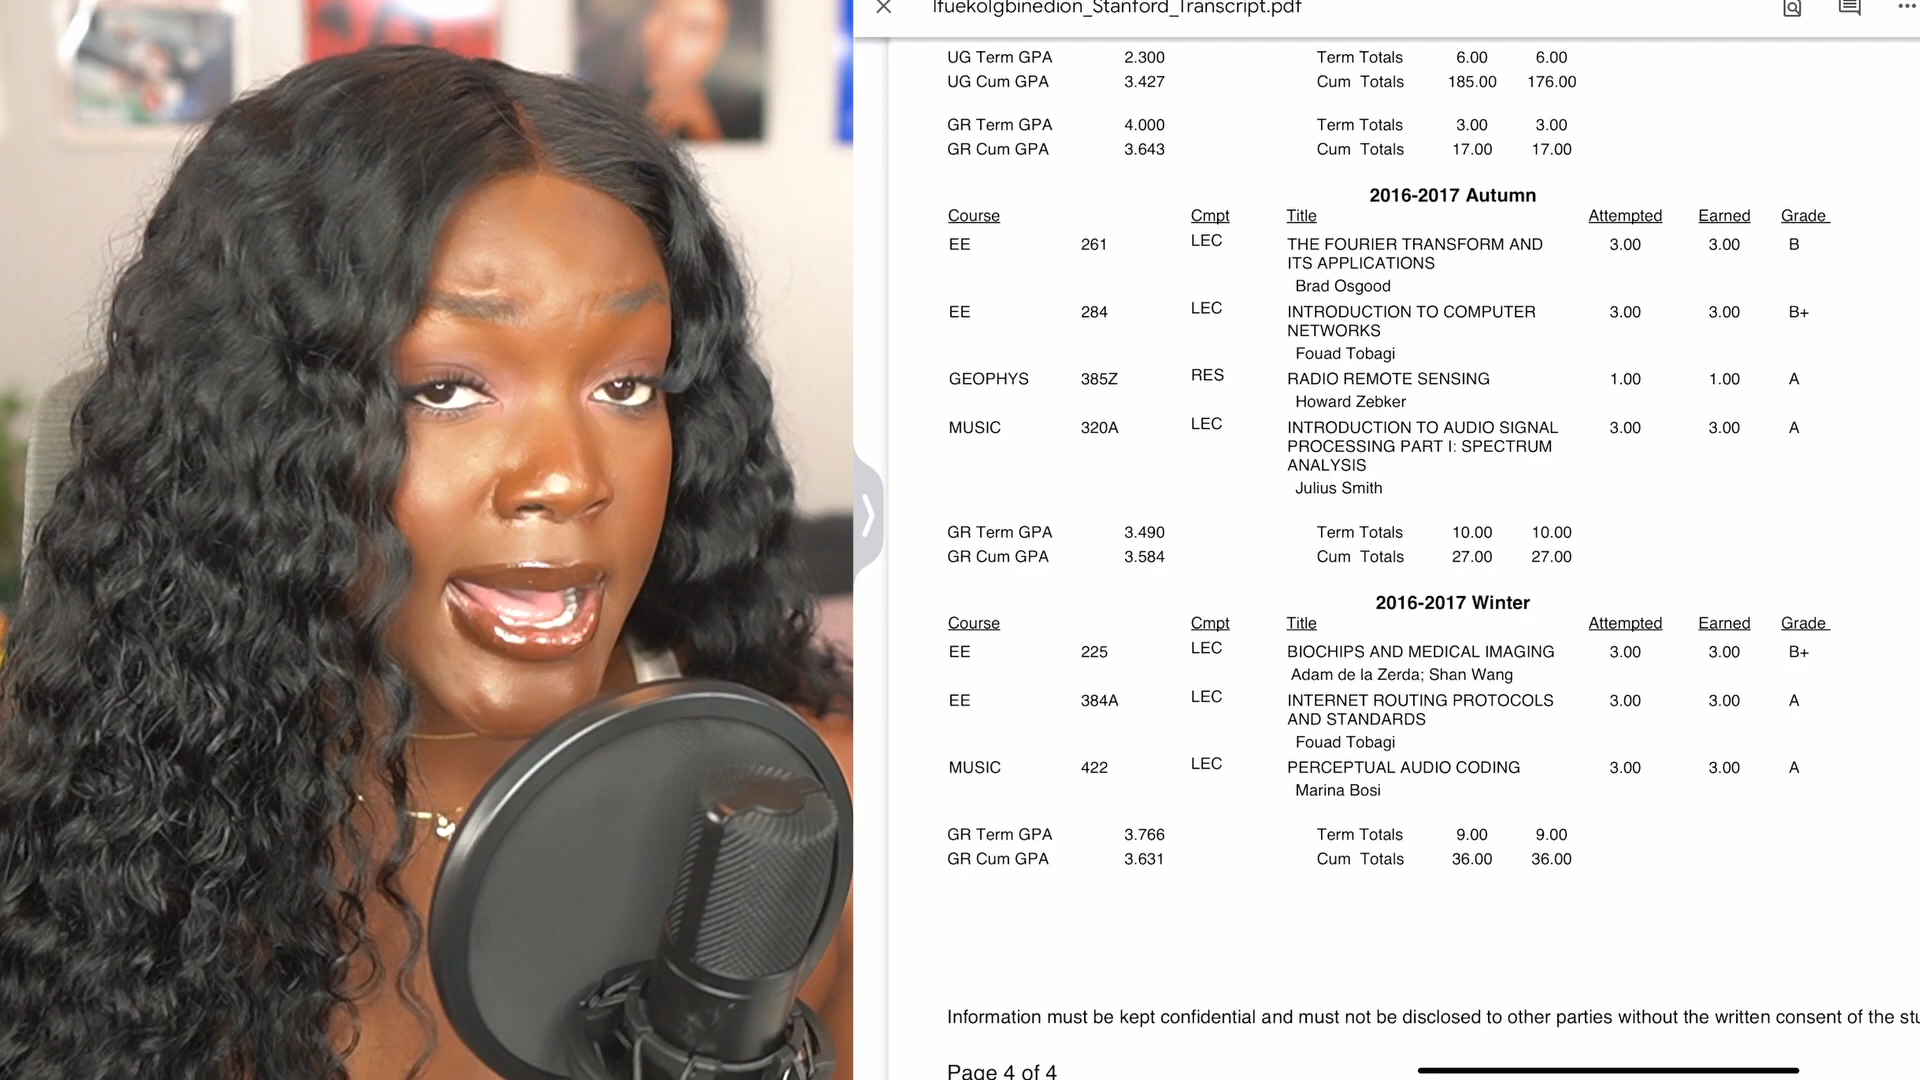 IfuekoIgbinedion_Stanford_Transcript.pdf
UG Term GPA 2.300 Term Totals 6.00 6.00
UG Cum GPA 3.427 Cum Totals 185.00 176.00
GR Term GPA 4.000 Term Totals 3.00 3.00
GR Cum GPA 3.643 Cum Totals 17.00 17.00
2016-2017 Autumn
Course Cmpt Title Attempted Earned Grade
EE 261 LEC THE FOURIER TRANSFORM AND 3.00 3.00 B
ITS APPLICATIONS
Brad Osgood
EE 284 LEC INTRODUCTION TO COMPUTER 3.00 3.00 B+
NETWORKS
Fouad Tobagi
GEOPHYS 385Z RES RADIO REMOTE SENSING 1.00 1.00 A
Howard Zebker
MUSIC 320A LEC INTRODUCTION TO AUDIO SIGNAL 3.00 3.00 A
PROCESSING PART I: SPECTRUM
ANALYSIS
Julius Smith
GR Term GPA 3.490 Term Totals 10.00 10.00
GR Cum GPA 3.584 Cum Totals 27.00 27.00
2016-2017 Winter
Course Cmpt Title Attempted Earned Grade
EE 225 LEC BIOCHIPS AND MEDICAL IMAGING 3.00 3.00 B+
Adam de la Zerda; Shan Wang
EE 384A LEC INTERNET ROUTING PROTOCOLS 3.00 3.00 A
AND STANDARDS
Fouad Tobagi
MUSIC 422 LEC PERCEPTUAL AUDIO CODING 3.00 3.00 A
Marina Bosi
GR Term GPA 3.766 Term Totals 9.00 9.00
GR Cum GPA 3.631 Cum Totals 36.00 36.00
Information must be kept confidential and must not be disclosed to other parties without the written consent of the stu
Page 4 of 4